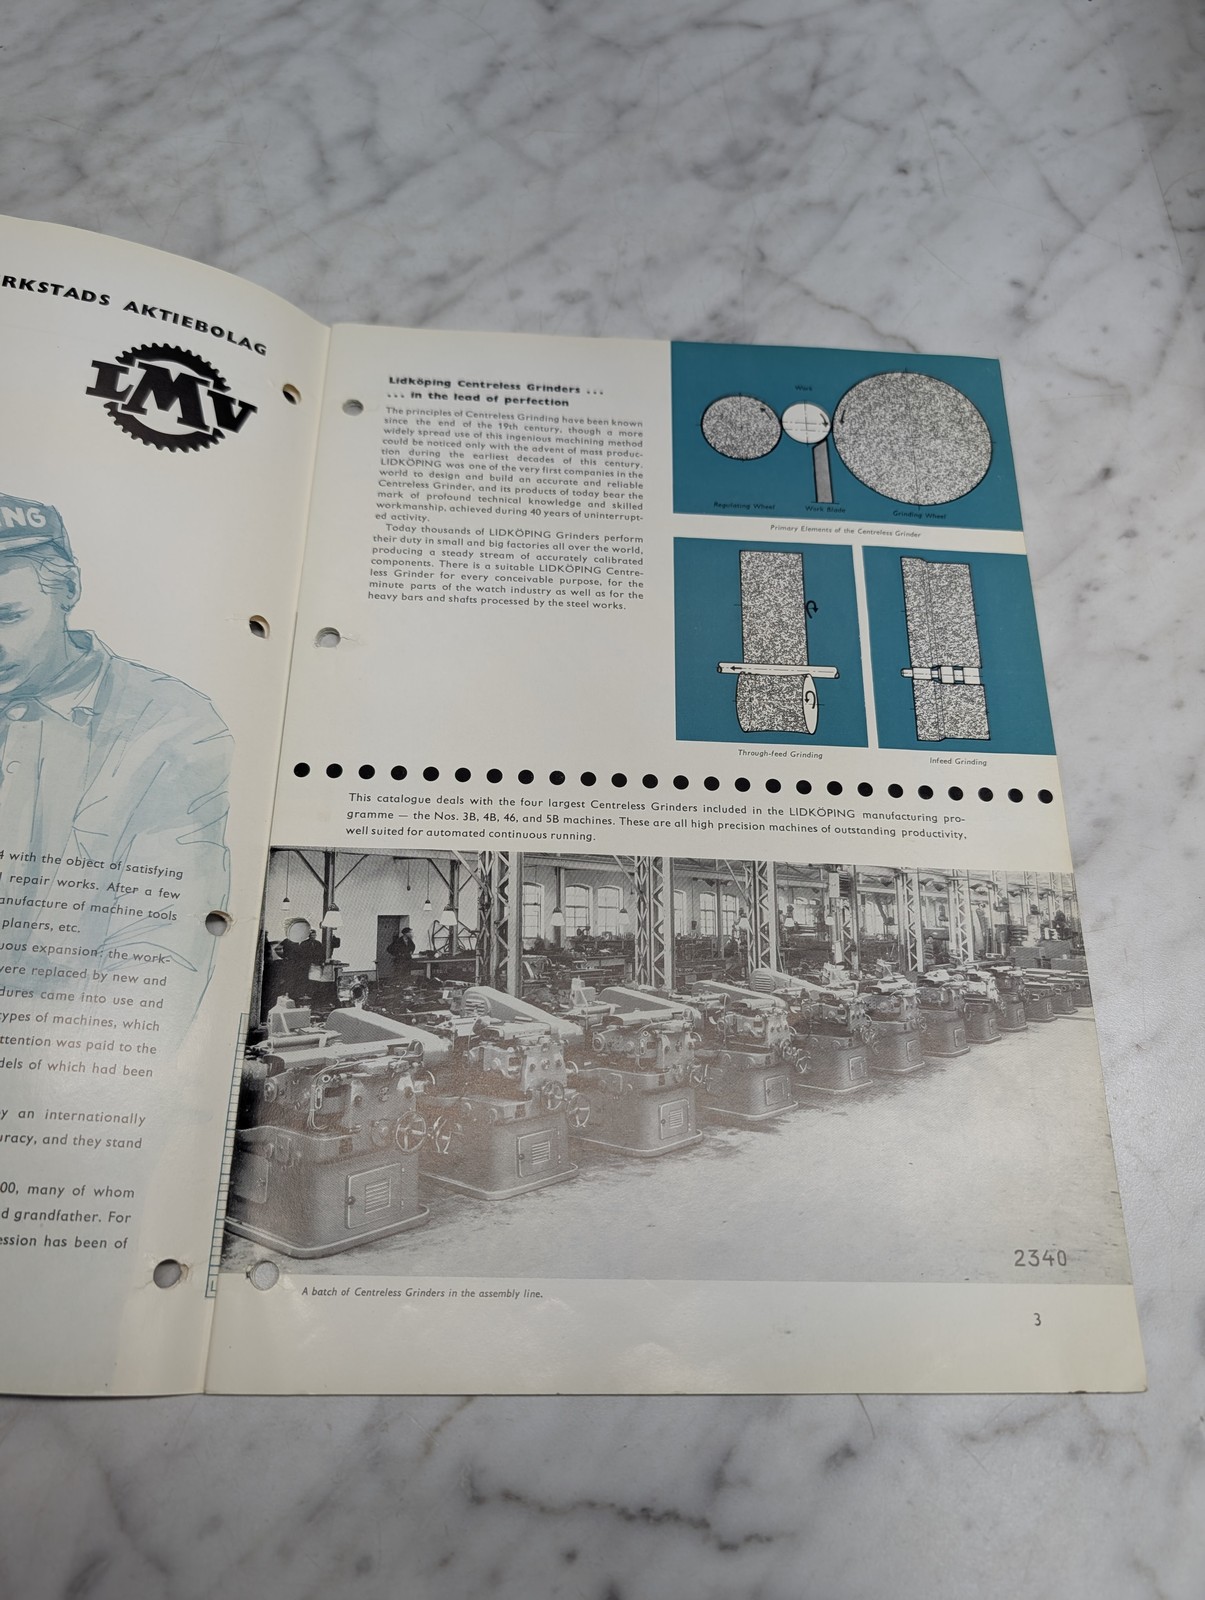 RKSTADS AKTIEBOLAG
LMV
NG
4 with the object of satisfying
repair works. After a few
anufacture of machine tools
planers, etc.
uous expansion: the work-
were replaced by new and
dures came into use and
types of machines, which
ttention was paid to the
dels of which had been
y an internationally
uracy, and they stand
00, many of whom
d grandfather. For
ession has been of
Lidköping Centreless Grinders ...
... in the lead of perfection
The principles of Centreless Grinding have been known
since the end of the 19th century, though a more
widely spread use of this ingenious machining method
could be noticed only with the advent of mass produc-
tion during the earliest decades of this century.
LIDKÖPING was one of the very first companies in the
world to design and build an accurate and reliable
Centreless Grinder, and its products of today bear the
mark of profound technical knowledge and skilled
workmanship, achieved during 40 years of uninterrupt-
ed activity.
Today thousands of LIDKÖPING Grinders perform
their duty in small and big factories all over the world,
producing a steady stream of accurately calibrated
components. There is a suitable LIDKÖPING Centre-
less Grinder for every conceivable purpose, for the
minute parts of the watch industry as well as for the
heavy bars and shafts processed by the steel works.
Work
Regulating Wheel
Work Blade
Grinding Wheel
Primary Elements of the Centreless Grinder
Through-feed Grinding
Infeed Grinding
This catalogue deals with the four largest Centreless Grinders included in the LIDKÖPING manufacturing pro-
gramme — the Nos. 3B, 4B, 46, and 5B machines. These are all high precision machines of outstanding productivity,
well suited for automated continuous running.
2340
L
A batch of Centreless Grinders in the assembly line.
3